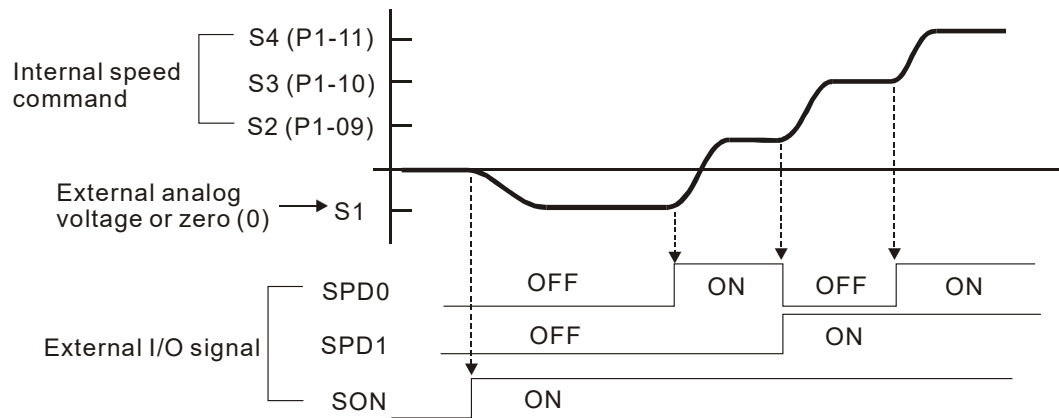 S4 (P1-11)
Internal speed
command
S3 (P1-10)
S2 (P1-09)
External analog
voltage or zero (0)
S1
SPD0
OFF
ON
OFF
ON
External I/O signal
SPD1
OFF
ON
SON
ON